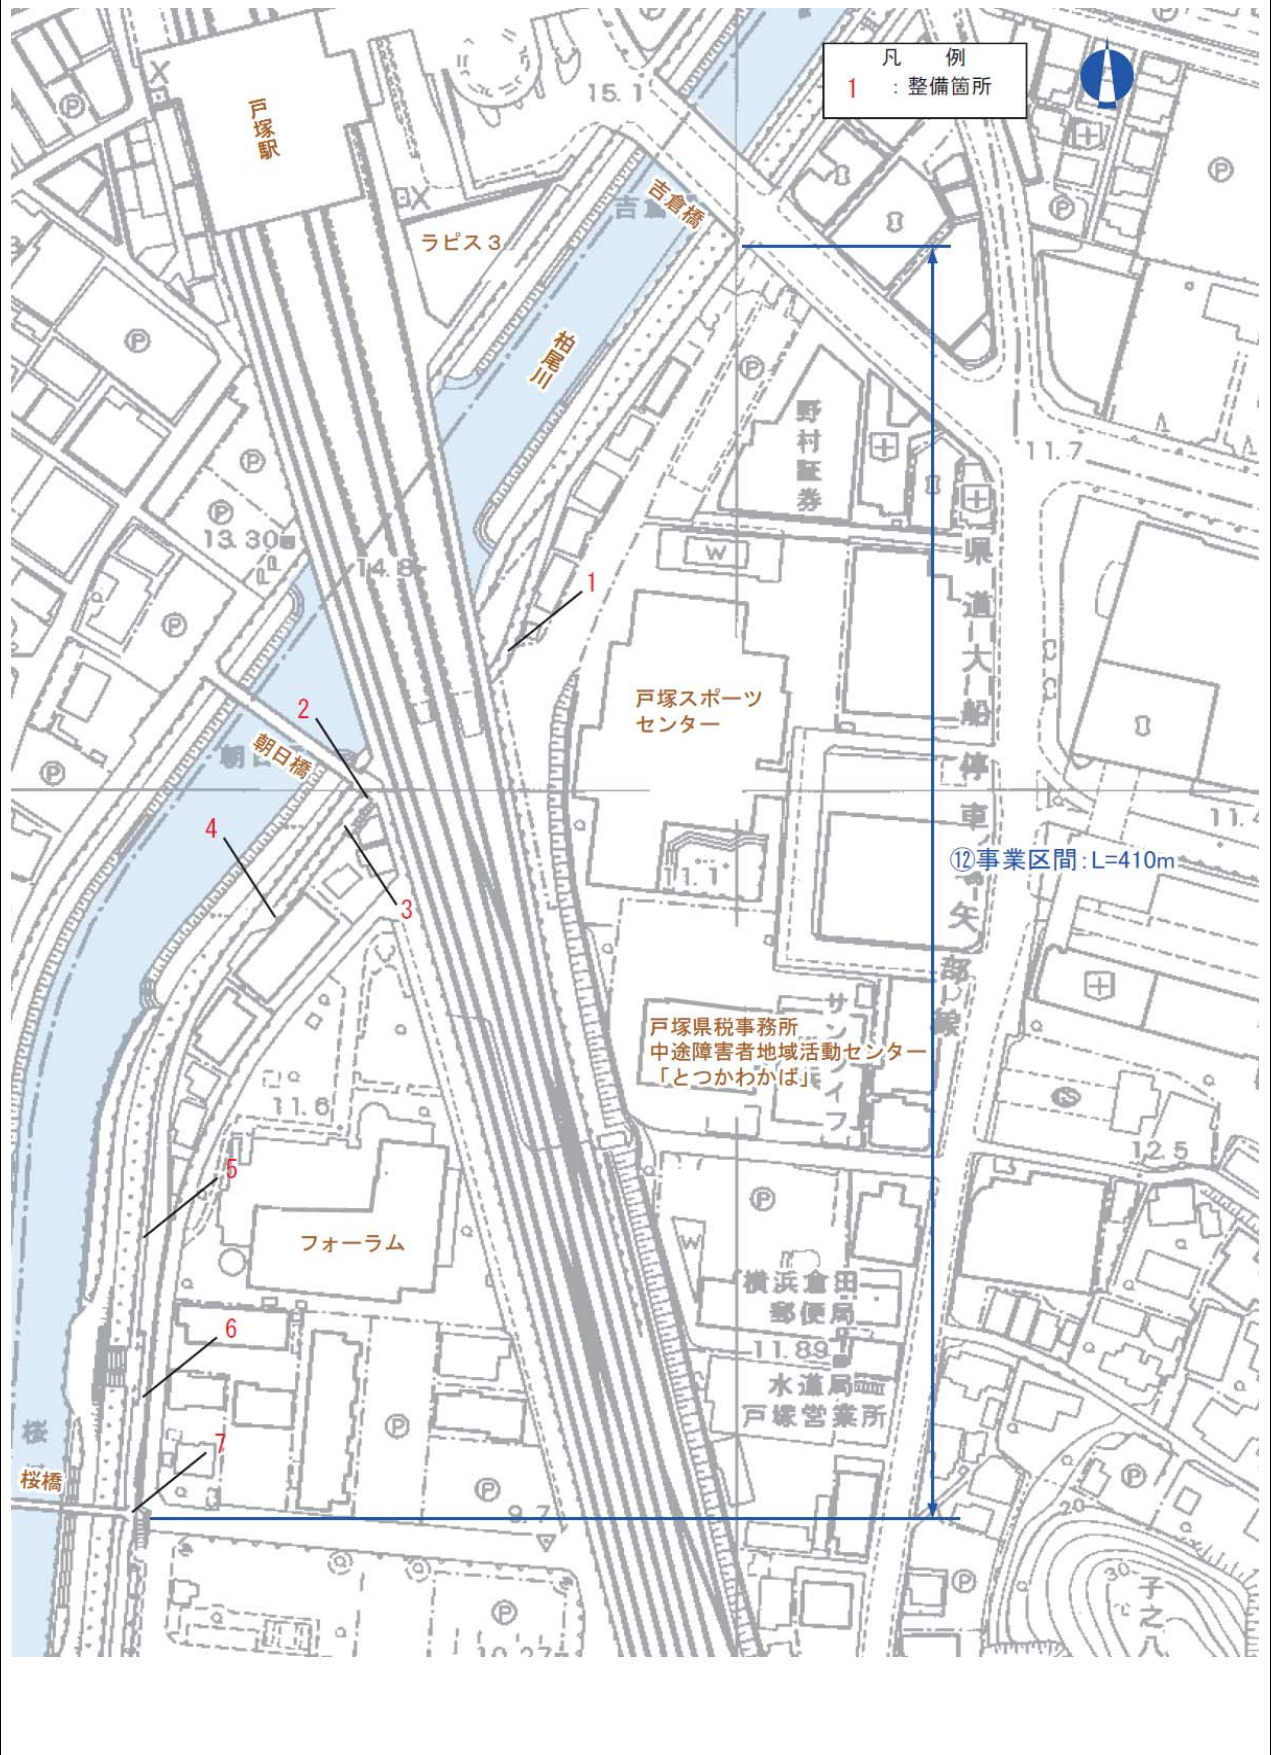 凡 例
1 : 整備箇所
戸塚駅
15.1
ラピス3
吉倉橋
柏尾川
野村証券
11.7
13.30
14.8
W
1
県道大船停車
矢部線
戸塚スポーツ
センター
2
朝日橋
4
3
11.1
11.4
⑫事業区間:L=410m
サンライフ
戸塚県税事務所
中途障害者地域活動センター
「とつかわかば」
11.6
GS
12.5
5
フォーラム
W
横浜倉田
郵便局
11.89
水道局
戸塚営業所
6
7
桜
桜橋
9.7
20
30
子之八
10.27